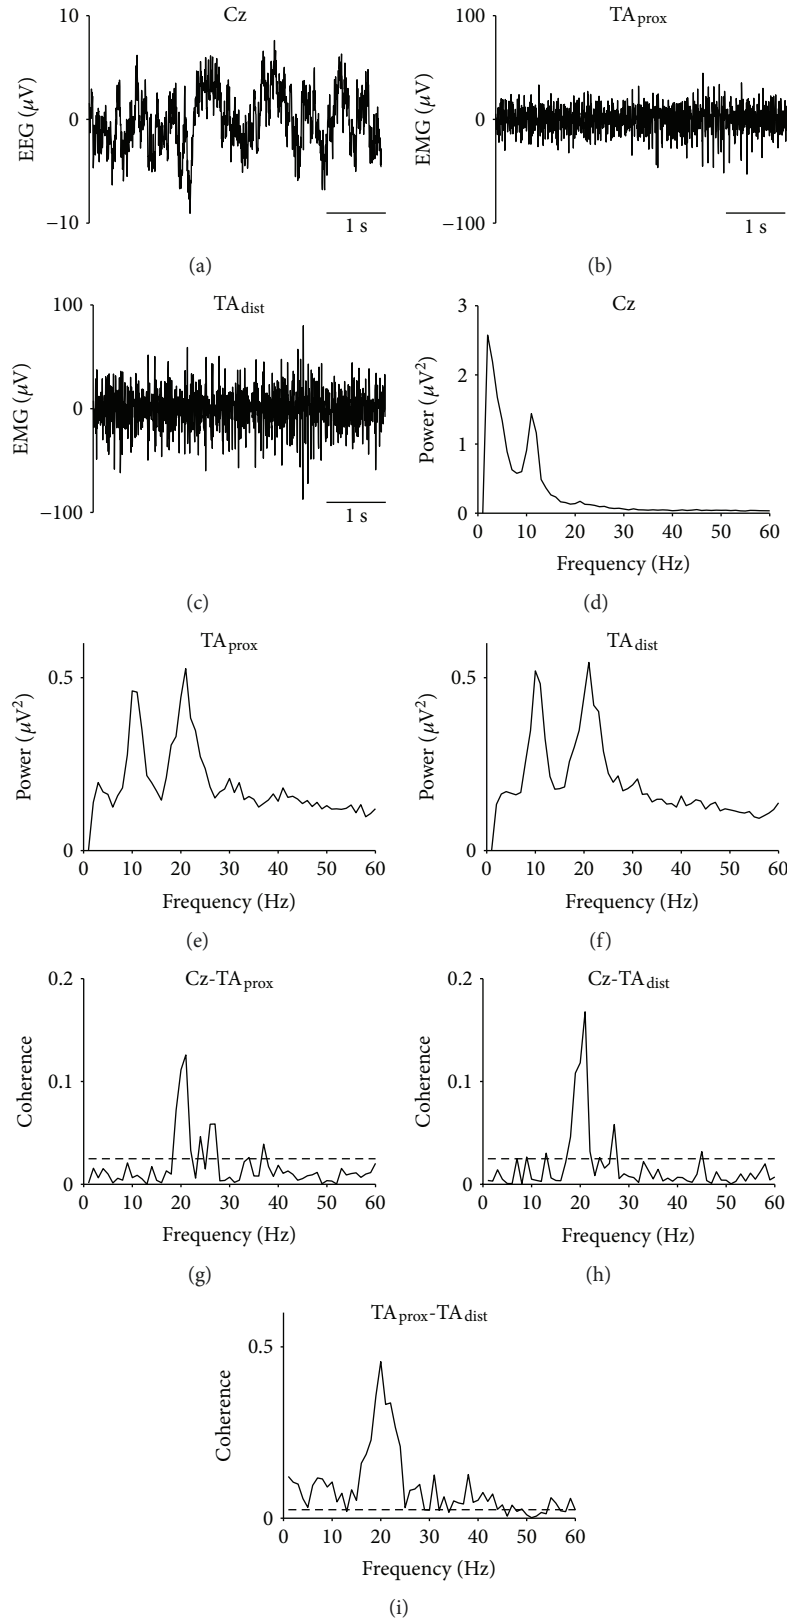 Cz
TAprox
10
0
−10
EEG (μV)
1 s
(a)
100
0
−100
EMG (μV)
1 s
(b)
TAdist
100
0
−100
EMG (μV)
1 s
(c)
Cz
3
2
1
0
Power (μV²)
0 10 20 30 40 50 60
Frequency (Hz)
(d)
TAprox
0.5
0
Power (μV²)
0 10 20 30 40 50 60
Frequency (Hz)
(e)
TAdist
0.5
0
Power (μV²)
0 10 20 30 40 50 60
Frequency (Hz)
(f)
Cz-TAprox
0.2
0.1
0
Coherence
0 10 20 30 40 50 60
Frequency (Hz)
(g)
Cz-TAdist
0.2
0.1
0
Coherence
0 10 20 30 40 50 60
Frequency (Hz)
(h)
TAprox-TAdist
0.5
0
Coherence
0 10 20 30 40 50 60
Frequency (Hz)
(i)